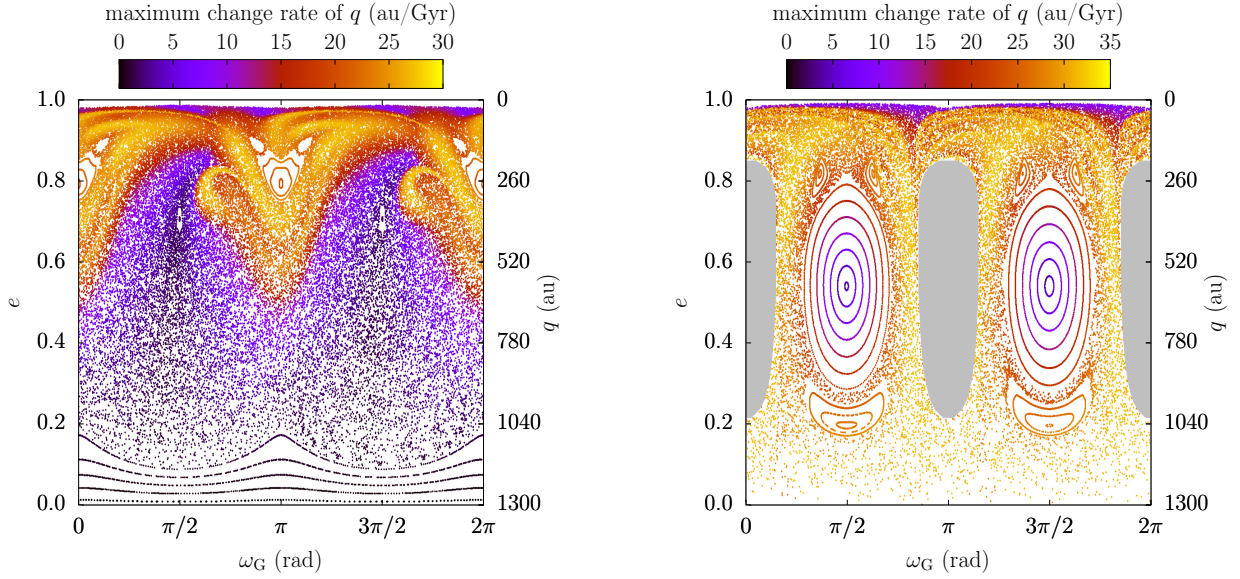 maximum change rate of q (au/Gyr)
0 5 10 15 20 25 30
1.0
0.8
0.6
0.4
0.2
0.0
e
0
260
520
780
1040
1300
q (au)
0 π/2 π 3π/2 2π
ω_G (rad)
maximum change rate of q (au/Gyr)
0 5 10 15 20 25 30 35
1.0
0.8
0.6
0.4
0.2
0.0
e
0
260
520
780
1040
1300
q (au)
0 π/2 π 3π/2 2π
ω_G (rad)